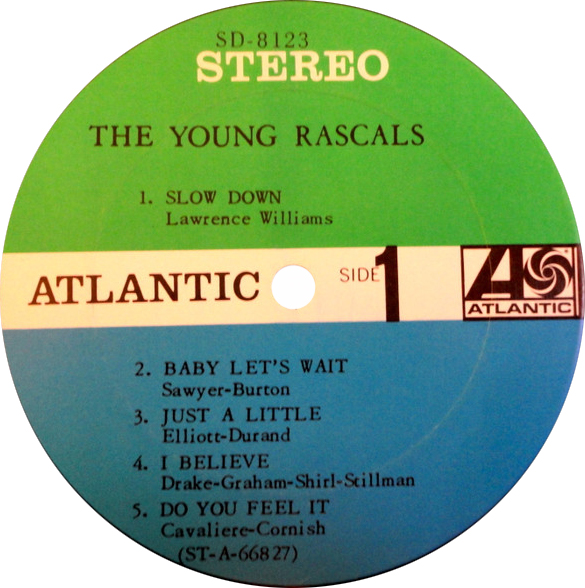 SD-8123
STEREO
THE YOUNG RASCALS
1. SLOW DOWN
Lawrence Williams
ATLANTIC
SIDE 1
A
ATLANTIC
2. BABY LET'S WAIT
Sawyer-Burton
3. JUST A LITTLE
Elliott-Durand
4. I BELIEVE
Drake-Graham-Shirl-Stillman
5. DO YOU FEEL IT
Cavaliere-Cornish
(ST-A-66827)